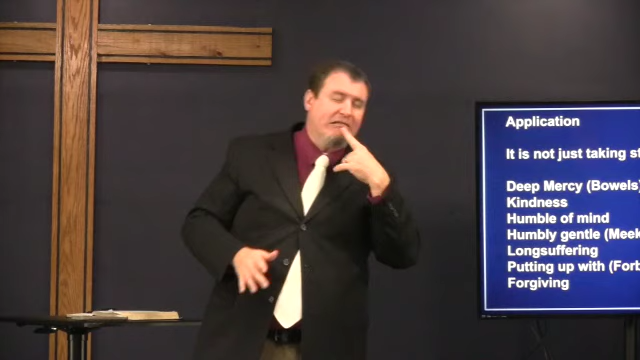 Application
It is not just taking
Deep Mercy (Bowels)
Kindness
Humble of mind
Humbly gentle (Meek
Longsuffering
Putting up with (Forb
Forgiving